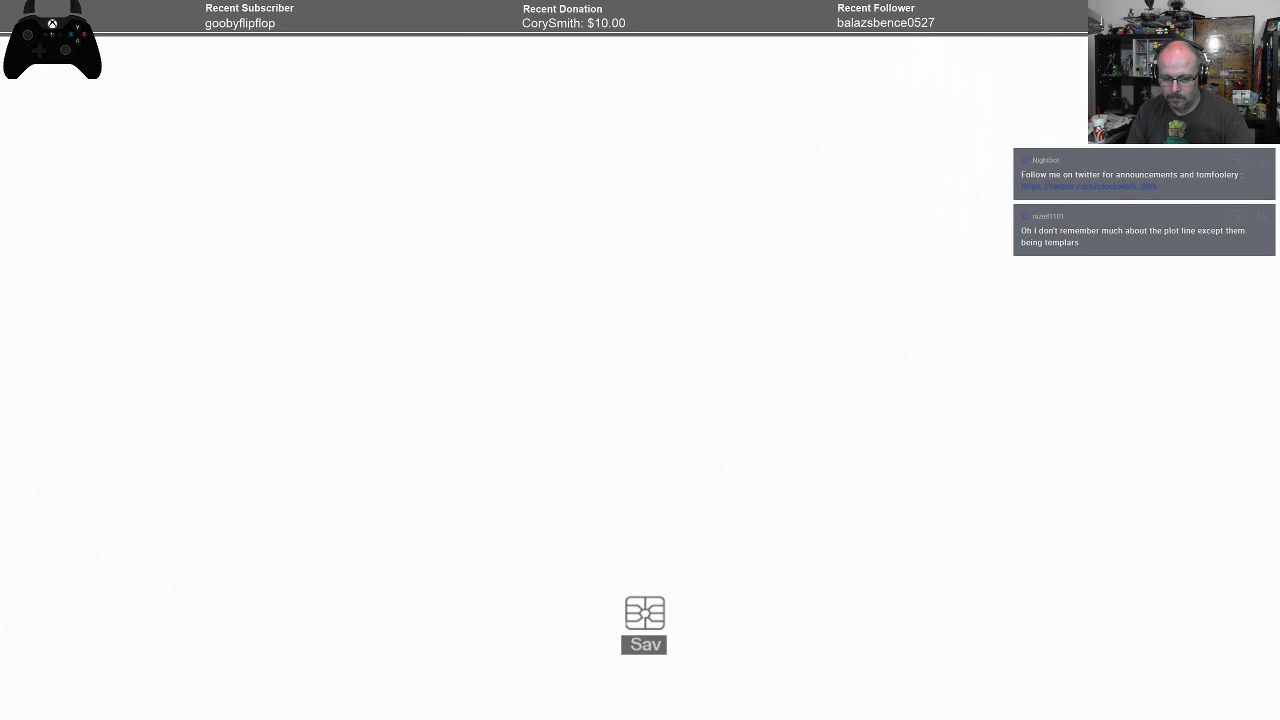 Recent Subscriber
goobyflipflop
Recent Donation
CorySmith: $10.00
Recent Follower
balazsbence0527
Nightbot
Follow me on twitter for announcements and tomfoolery :
raziel1101
Oh I don't remember much about the plot line except them
being templars
Sav